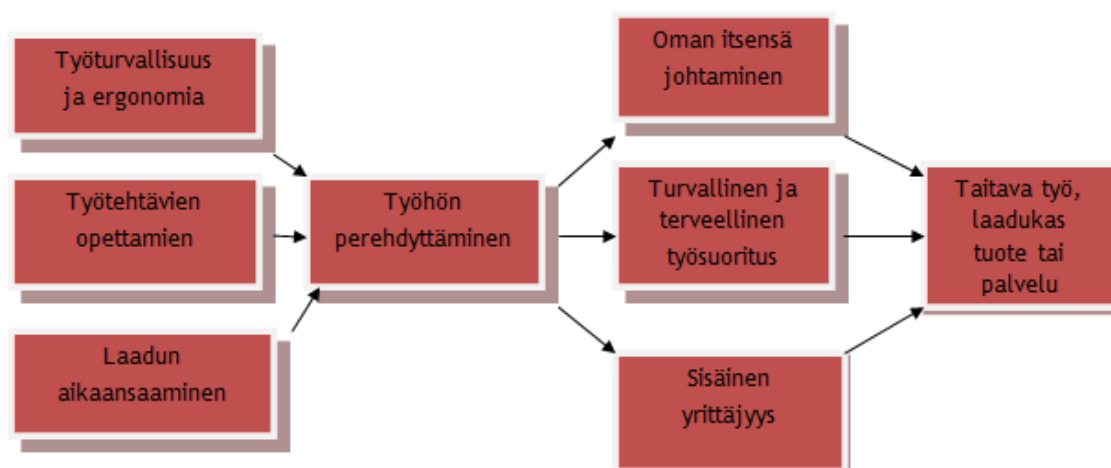 Työturvallisuus
ja ergonomia
Työtehtävien
opettamien
Laadun
aikaansaaminen
Työhön
perehdyttäminen
Oman itsensä
johtaminen
Turvallinen ja
terveellinen
työsuoritus
Sisäinen
yrittäjyys
Taitava työ,
laadukas
tuote tai
palvelu